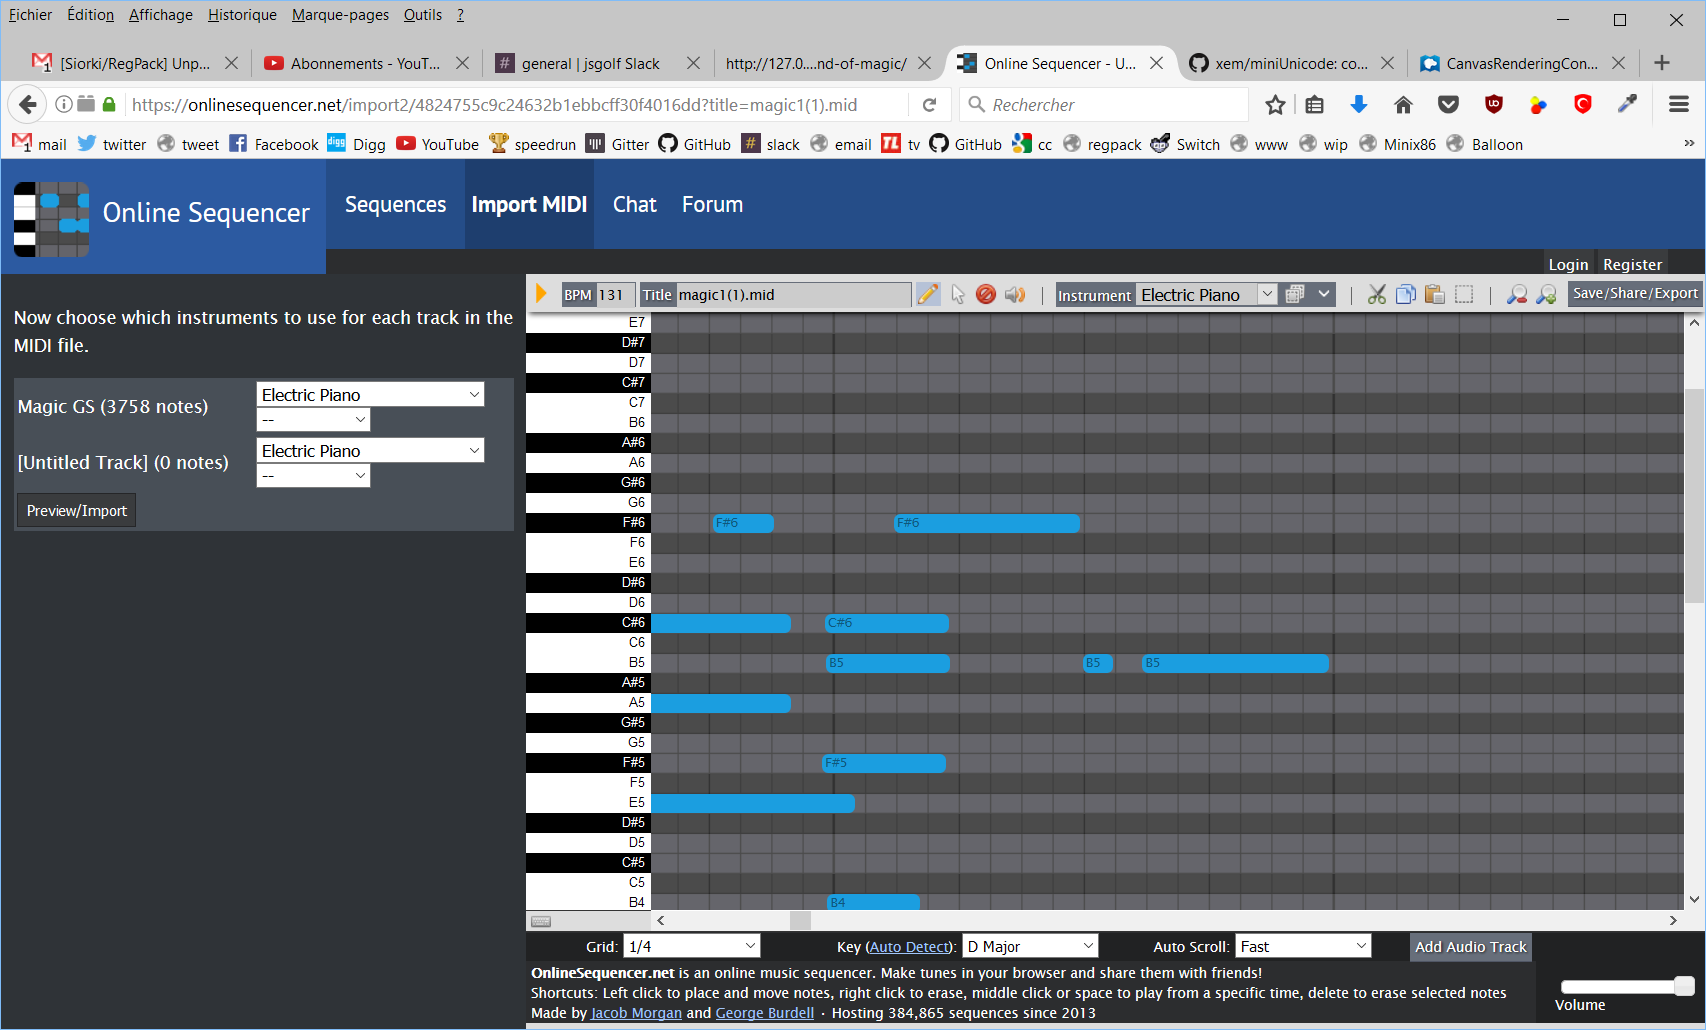 Fichier Édition Affichage Historique Marque-pages Outils ?
[Siorki/RegPack] Unp... Abonnements - YouT... # general | jsgolf Slack http://127.0....nd-of-magic/ Online Sequencer - U... xem/miniUnicode: co... CanvasRenderingCon...
https://onlinesequencer.net/import2/4824755c9c24632b1ebbcff30f4016dd?title=magic1(1).mid Rechercher
mail twitter tweet Facebook digg Digg YouTube speedrun Gitter GitHub # slack email TL tv GitHub cc regpack Switch www wip Minix86 Balloon »
Online Sequencer Sequences Import MIDI Chat Forum
Login Register
BPM 131 Title magic1(1).mid Instrument Electric Piano Save/Share/Export
Now choose which instruments to use for each track in the
MIDI file.
Magic GS (3758 notes) Electric Piano
--
[Untitled Track] (0 notes) Electric Piano
--
Preview/Import
E7
D#7
D7
C#7
C7
B6
A#6
A6
G#6
G6
F#6 F#6 F#6
F6
E6
D#6
D6
C#6 C#6
C6
B5 B5 B5 B5
A#5
A5
G#5
G5
F#5 F#5
F5
E5
D#5
D5
C#5
C5
B4 B4
Grid: 1/4 Key (Auto Detect): D Major Auto Scroll: Fast Add Audio Track
OnlineSequencer.net is an online music sequencer. Make tunes in your browser and share them with friends!
Shortcuts: Left click to place and move notes, right click to erase, middle click or space to play from a specific time, delete to erase selected notes
Made by Jacob Morgan and George Burdell · Hosting 384,865 sequences since 2013
Volume